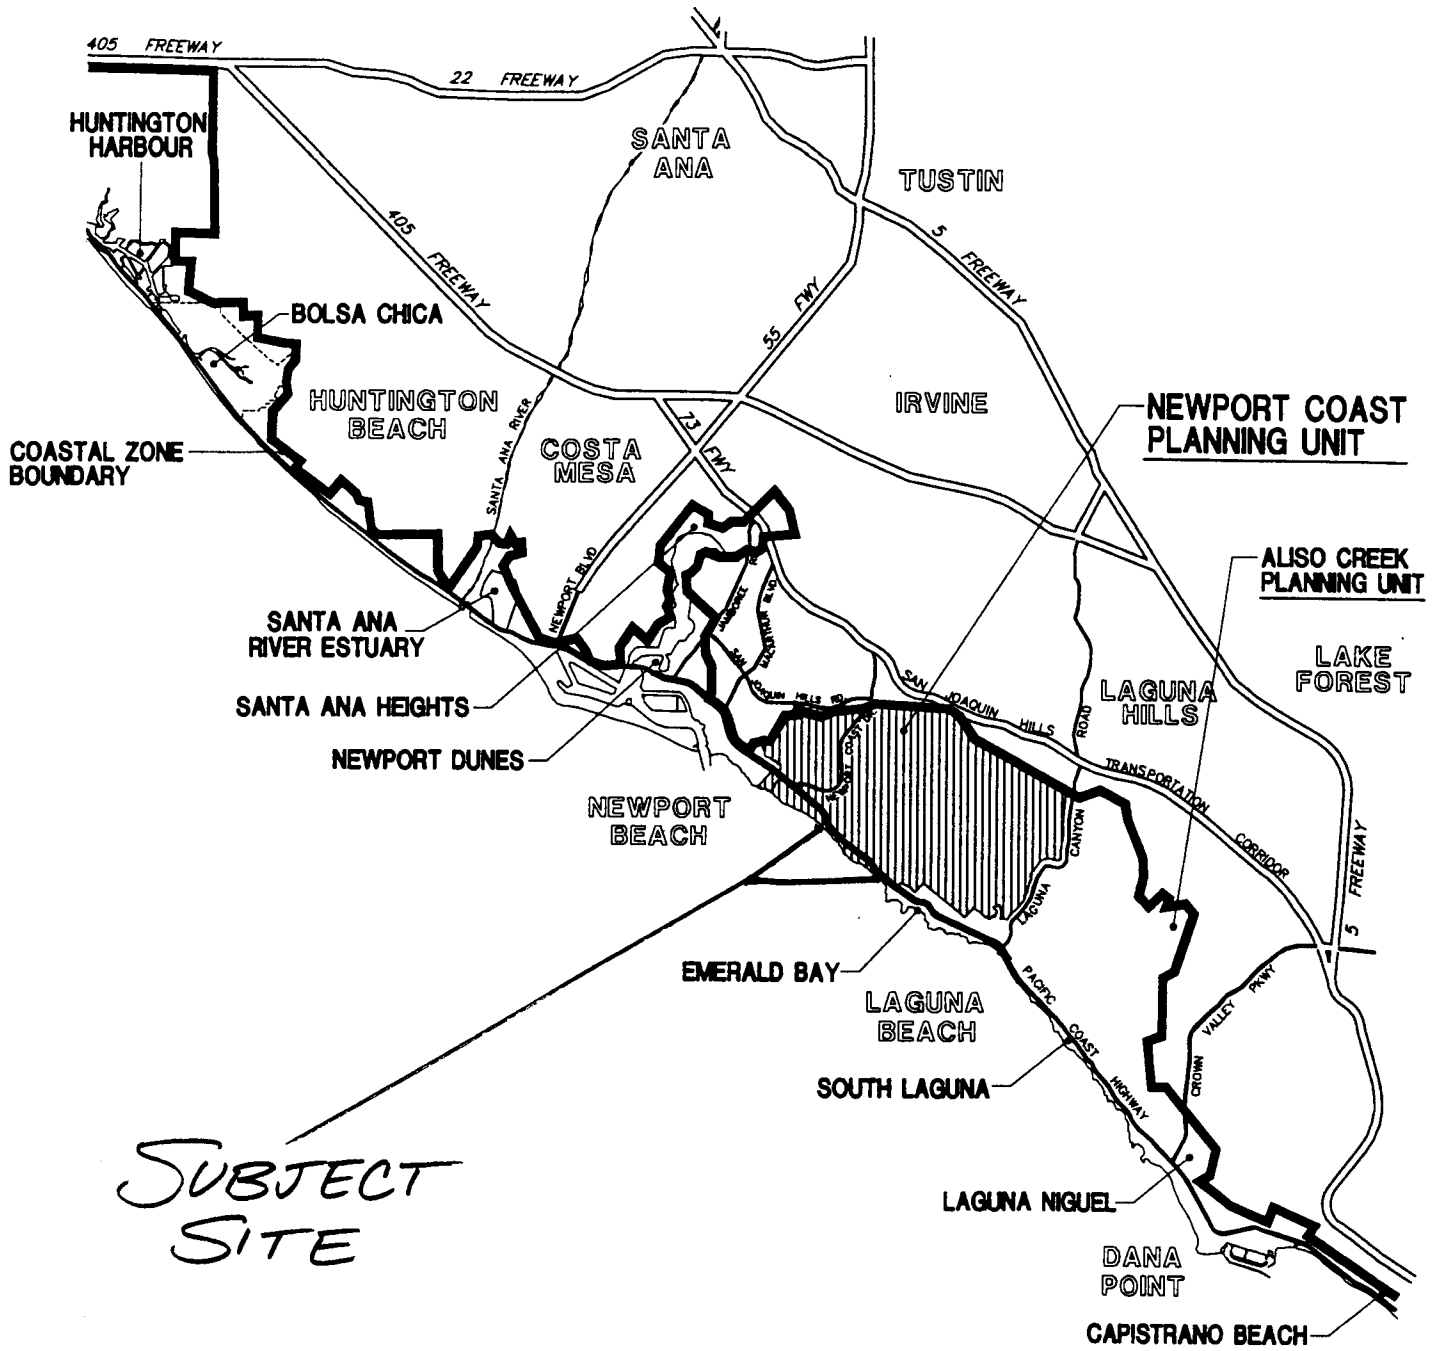 405 FREEWAY
22 FREEWAY
HUNTINGTON
HARBOUR
SANTA
ANA
TUSTIN
405 FREEWAY
5 FREEWAY
BOLSA CHICA
55 FWY
HUNTINGTON
BEACH
SANTA ANA RIVER
COSTA
MESA
73 FWY
IRVINE
NEWPORT COAST
PLANNING UNIT
COASTAL ZONE
BOUNDARY
ALISO CREEK
PLANNING UNIT
NEWPORT BLVD
JAMBOREE
MACARTHUR BLVD
SANTA ANA
RIVER ESTUARY
LAKE
FOREST
SAN JOAQUIN HILLS RD
SAN JOAQUIN HILLS TRANSPORTATION CORRIDOR
LAGUNA
HILLS
SANTA ANA HEIGHTS
NEWPORT COAST
NEWPORT DUNES
NEWPORT
BEACH
LAGUNA CANYON ROAD
5 FREEWAY
EMERALD BAY
LAGUNA
BEACH
PACIFIC COAST HIGHWAY
CROWN VALLEY PKWY
SOUTH LAGUNA
SUBJECT
SITE
LAGUNA NIGUEL
DANA
POINT
CAPISTRANO BEACH